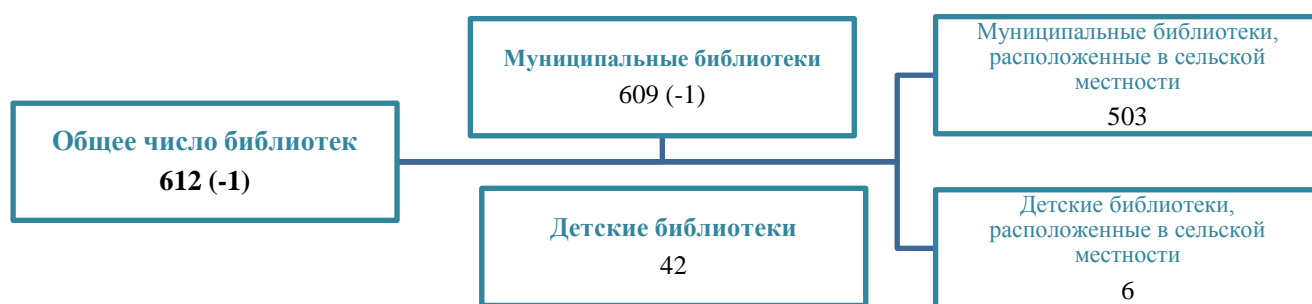 Общее число библиотек
612 (-1)
Муниципальные библиотеки
609 (-1)
Детские библиотеки
42
Муниципальные библиотеки,
расположенные в сельской
местности
503
Детские библиотеки,
расположенные в сельской
местности
6